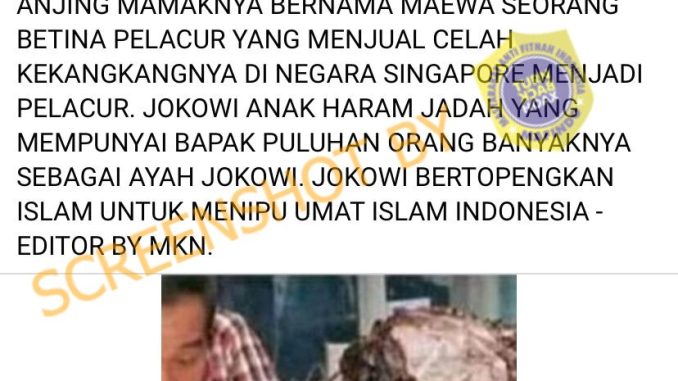 ANJING MAMAKNYA BERNAMA MAEWA SEORANG
BETINA PELACUR YANG MENJUAL CELAH
KEKANGKANGNYA DI NEGARA SINGAPORE MENJADI
PELACUR. JOKOWI ANAK HARAM JADAH YANG
MEMPUNYAI BAPAK PULUHAN ORANG BANYAKNYA
SEBAGAI AYAH JOKOWI. JOKOWI BERTOPENGKAN
ISLAM UNTUK MENIPU UMAT ISLAM INDONESIA -
EDITOR BY MKN.
SCREENSHOT BY